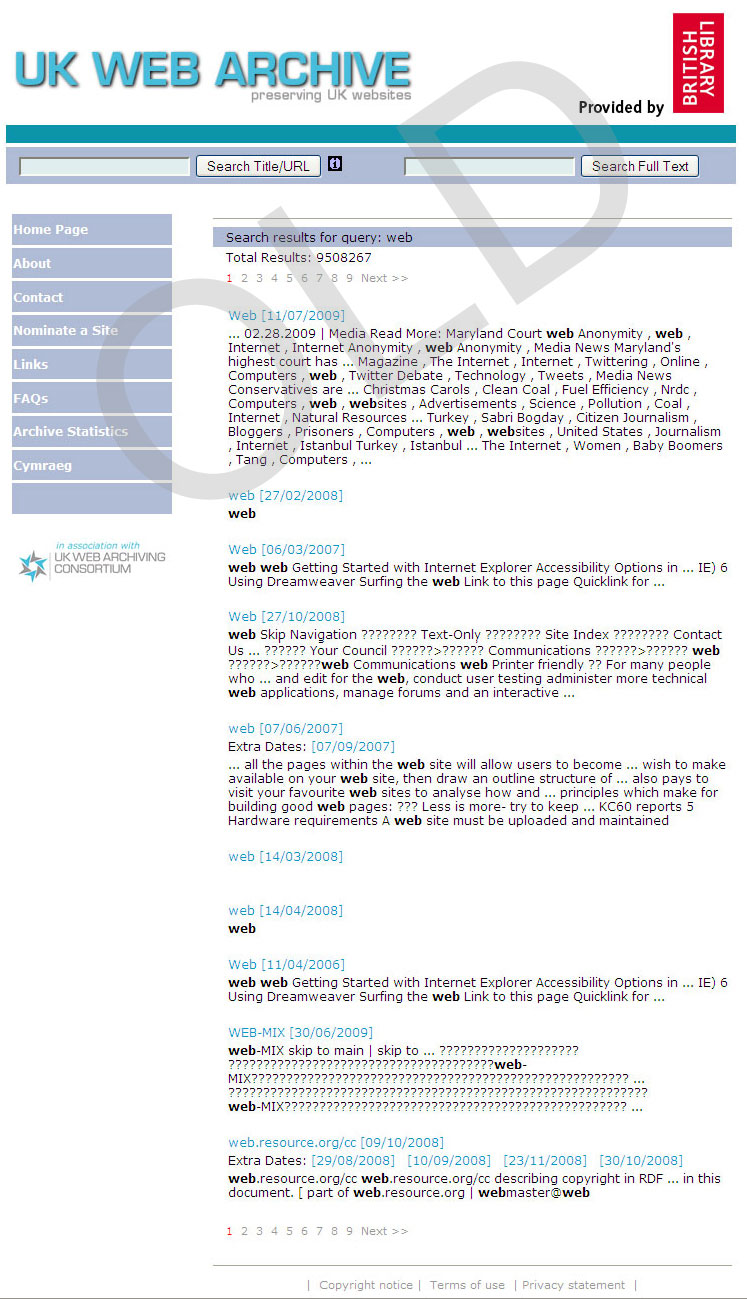 UK WEB ARCHIVE
preserving UK websites
Provided by
LIBRARY
BRITISH
Search Title/URL
Search Full Text
OLD
Home Page
About
Contact
Nominate a Site
Links
FAQs
Archive Statistics
Cymraeg
in association with
UK WEB ARCHIVING
CONSORTIUM
Search results for query: web
Total Results: 9508267
1 2 3 4 5 6 7 8 9 Next >>
Web [11/07/2009]
... 02.28.2009 | Media Read More: Maryland Court web Anonymity , web ,
Internet , Internet Anonymity , web Anonymity , Media News Maryland's
highest court has ... Magazine , The Internet , Internet , Twittering , Online ,
Computers , web , Twitter Debate , Technology , Tweets , Media News
Conservatives are ... Christmas Carols , Clean Coal , Fuel Efficiency , Nrdc ,
Computers , web , websites , Advertisements , Science , Pollution , Coal ,
Internet , Natural Resources ... Turkey , Sabri Bogday , Citizen Journalism ,
Bloggers , Prisoners , Computers , web , websites , United States , Journalism
, Internet , Istanbul Turkey , Istanbul ... The Internet , Women , Baby Boomers
, Tang , Computers , ...
web [27/02/2008]
web
Web [06/03/2007]
web web Getting Started with Internet Explorer Accessibility Options in ... IE) 6
Using Dreamweaver Surfing the web Link to this page Quicklink for ...
Web [27/10/2008]
web Skip Navigation ???????? Text-Only ???????? Site Index ???????? Contact
Us ... ?????? Your Council ??????>?????? Communications ??????>?????? web
??????>??????web Communications web Printer friendly ?? For many people
who ... and edit for the web, conduct user testing administer more technical
web applications, manage forums and an interactive ...
web [07/06/2007]
Extra Dates: [07/09/2007]
... all the pages within the web site will allow users to become ... wish to make
available on your web site, then draw an outline structure of ... also pays to
visit your favourite web sites to analyse how and ... principles which make for
building good web pages: ??? Less is more- try to keep ... KC60 reports 5
Hardware requirements A web site must be uploaded and maintained
web [14/03/2008]
web [14/04/2008]
web
Web [11/04/2006]
web web Getting Started with Internet Explorer Accessibility Options in ... IE) 6
Using Dreamweaver Surfing the web Link to this page Quicklink for ...
WEB-MIX [30/06/2009]
web-MIX skip to main | skip to ... ????????????????????
??????????????????????????????????????web-
MIX?????????????????????????????????????????????????????? ...
????????????????????????????????????????????????????????????
web-MIX????????????????????????????????????????????????? ...
web.resource.org/cc [09/10/2008]
Extra Dates: [29/08/2008] [10/09/2008] [23/11/2008] [30/10/2008]
web.resource.org/cc web.resource.org/cc describing copyright in RDF ... in this
document. [ part of web.resource.org | webmaster@web
1 2 3 4 5 6 7 8 9 Next >>
| Copyright notice | Terms of use | Privacy statement |